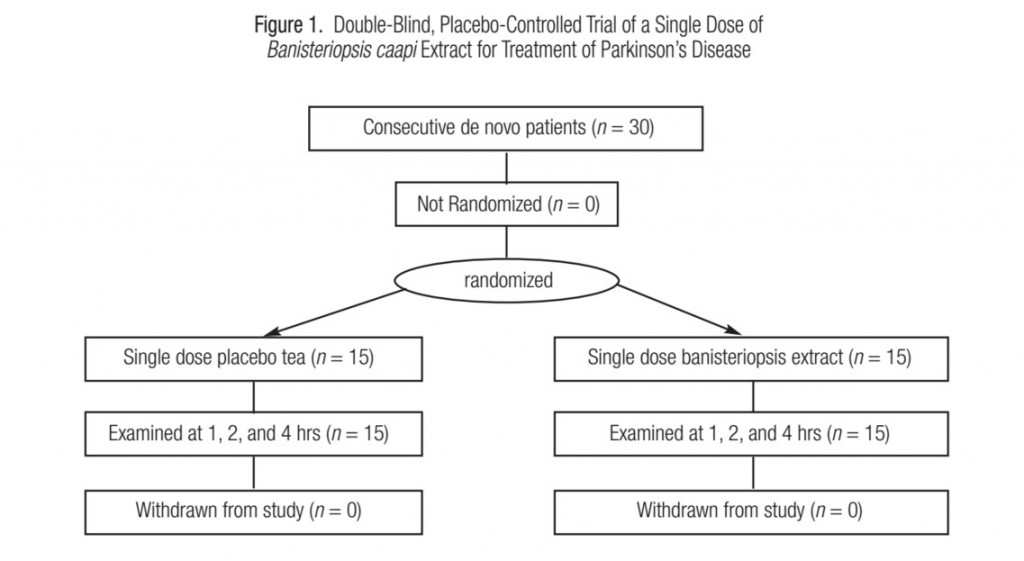 Figure 1. Double-Blind, Placebo-Controlled Trial of a Single Dose of
Banisteriopsis caapi Extract for Treatment of Parkinson's Disease
Consecutive de novo patients (n = 30)
Not Randomized (n = 0)
randomized
Single dose placebo tea (n = 15)
Single dose banisteriopsis extract (n = 15)
Examined at 1, 2, and 4 hrs (n = 15)
Examined at 1, 2, and 4 hrs (n = 15)
Withdrawn from study (n = 0)
Withdrawn from study (n = 0)